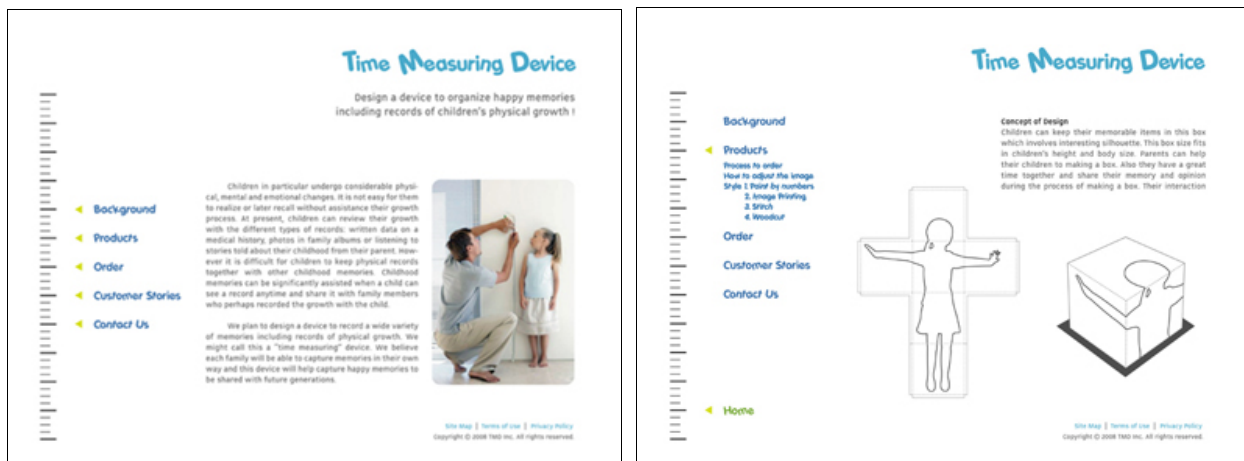 Time Measuring Device
Design a device to organize happy memories
including records of children's physical growth !
Background
Products
Order
Customer Stories
Contact Us
Children in particular undergo considerable physi-
cal, mental and emotional changes. It is not easy for them
to realize or later recall without assistance their growth
process. At present, children can review their growth
with the different types of records: written data on a
medical history, photos in family albums or listening to
stories told about their childhood from their parent. How-
ever it is difficult for children to keep physical records
together with other childhood memories. Childhood
memories can be significantly assisted when a child can
see a record anytime and share it with family members
who perhaps recorded the growth with the child.
We plan to design a device to record a wide variety
of memories including records of physical growth. We
might call this a "time measuring" device. We believe
each family will be able to capture memories in their own
way and this device will help capture happy memories to
be shared with future generations.
Site Map | Terms of Use | Privacy Policy
Copyright © 2008 TMD Inc. All rights reserved.
Time Measuring Device
Background
Products
Process to order
How to adjust the image
Style 1. Paint by numbers
2. Image Printing
3. Stitch
4. Woodcut
Order
Customer Stories
Contact Us
Home
Concept of Design
Children can keep their memorable items in this box
which involves interesting silhouette. This box size fits
in children's height and body size. Parents can help
their children to making a box. Also they have a great
time together and share their memory and opinion
during the process of making a box. Their interaction
Site Map | Terms of Use | Privacy Policy
Copyright © 2008 TMD Inc. All rights reserved.